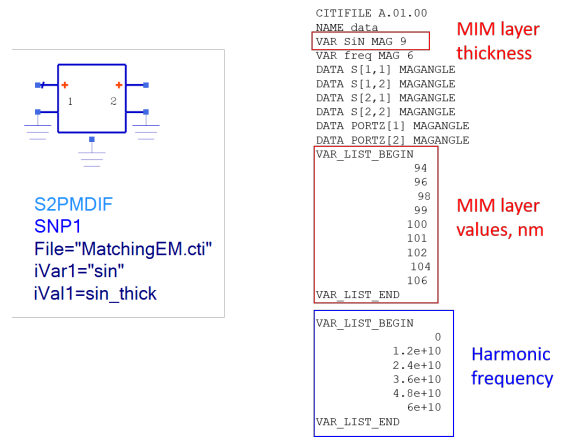 1
2
S2PMDIF
SNP1
File="MatchingEM.cti"
iVar1="sin"
iVal1=sin_thick
CITIFILE A.01.00
NAME data
VAR SiN MAG 9
VAR freq MAG 6
DATA S[1,1] MAGANGLE
DATA S[1,2] MAGANGLE
DATA S[2,1] MAGANGLE
DATA S[2,2] MAGANGLE
DATA PORTZ[1] MAGANGLE
DATA PORTZ[2] MAGANGLE
VAR_LIST_BEGIN
94
96
98
99
100
101
102
104
106
VAR_LIST_END
VAR_LIST_BEGIN
0
1.2e+10
2.4e+10
3.6e+10
4.8e+10
6e+10
VAR_LIST_END
MIM layer
thickness
MIM layer
values, nm
Harmonic
frequency